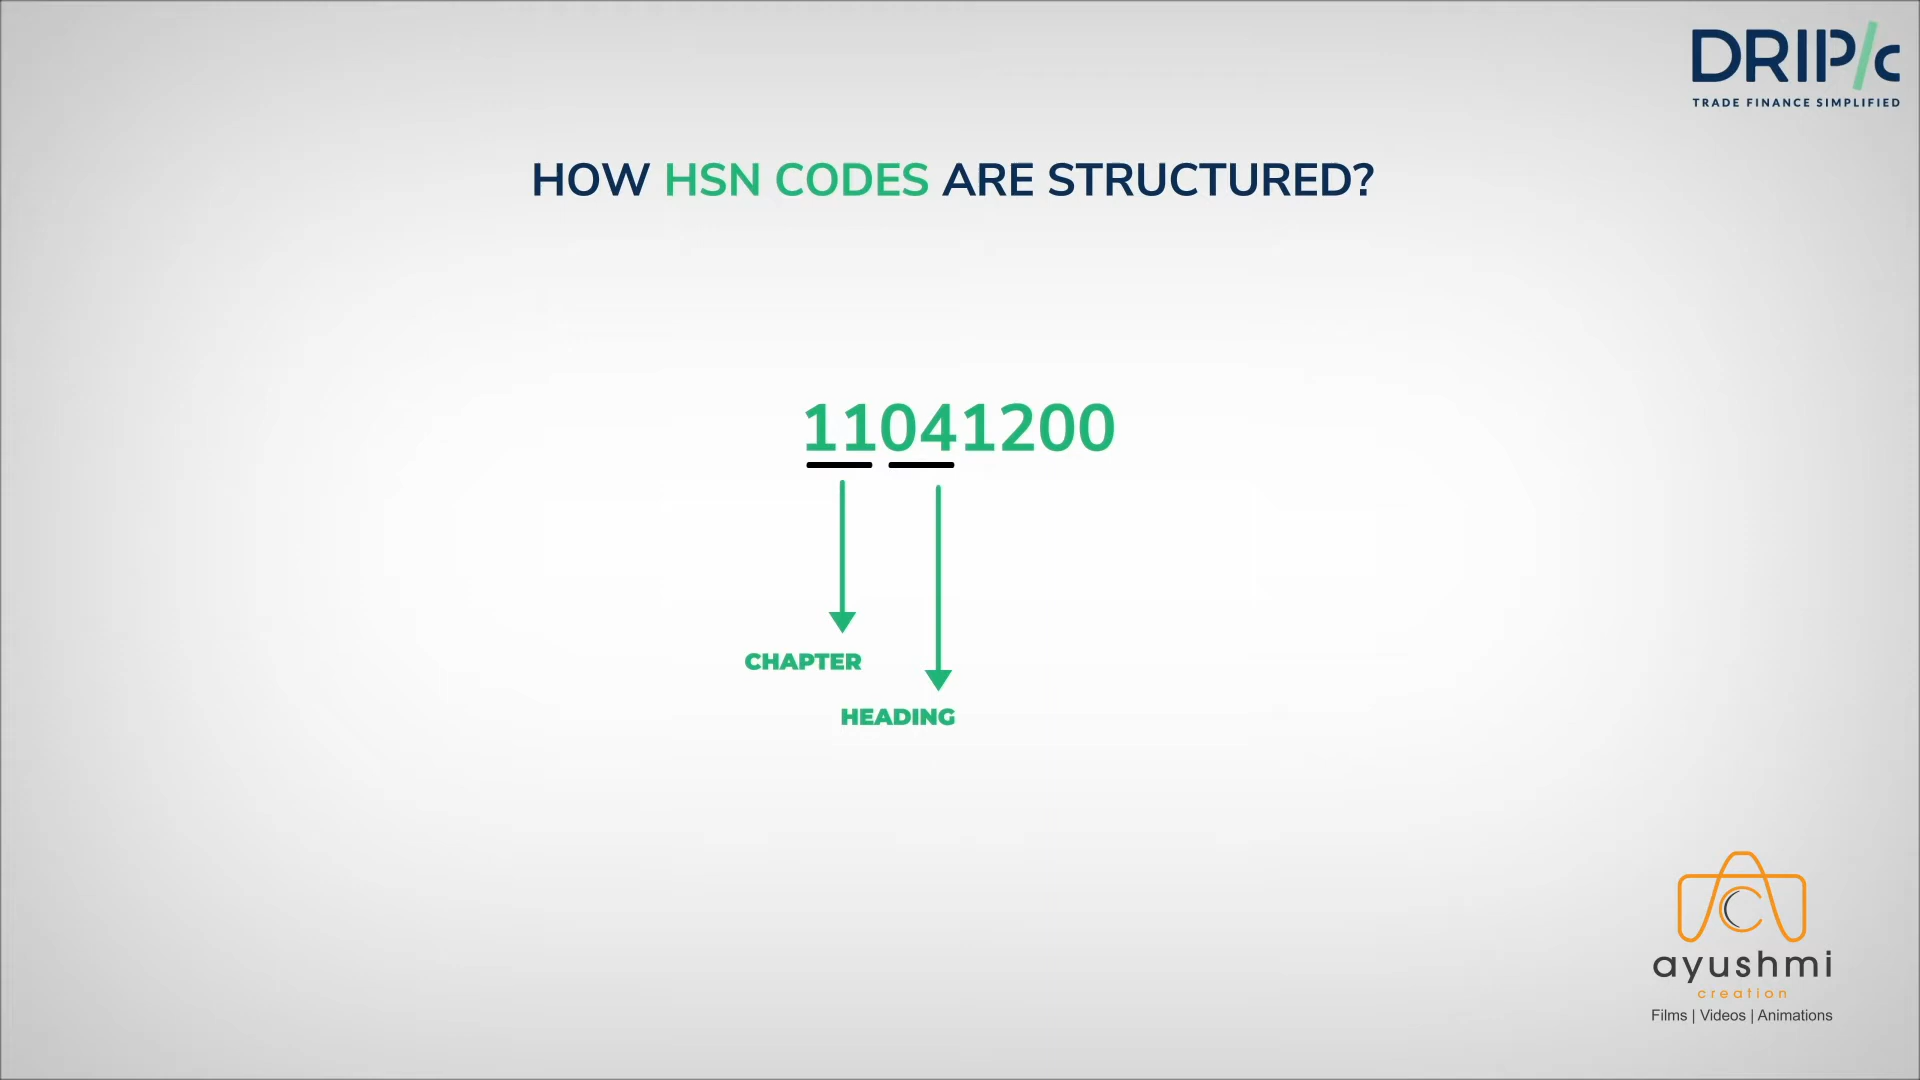 DRIP/c
TRADE FINANCE SIMPLIFIED
HOW HSN CODES ARE STRUCTURED?
11041200
CHAPTER
HEADING
ayushmi
creation
Films | Videos | Animations